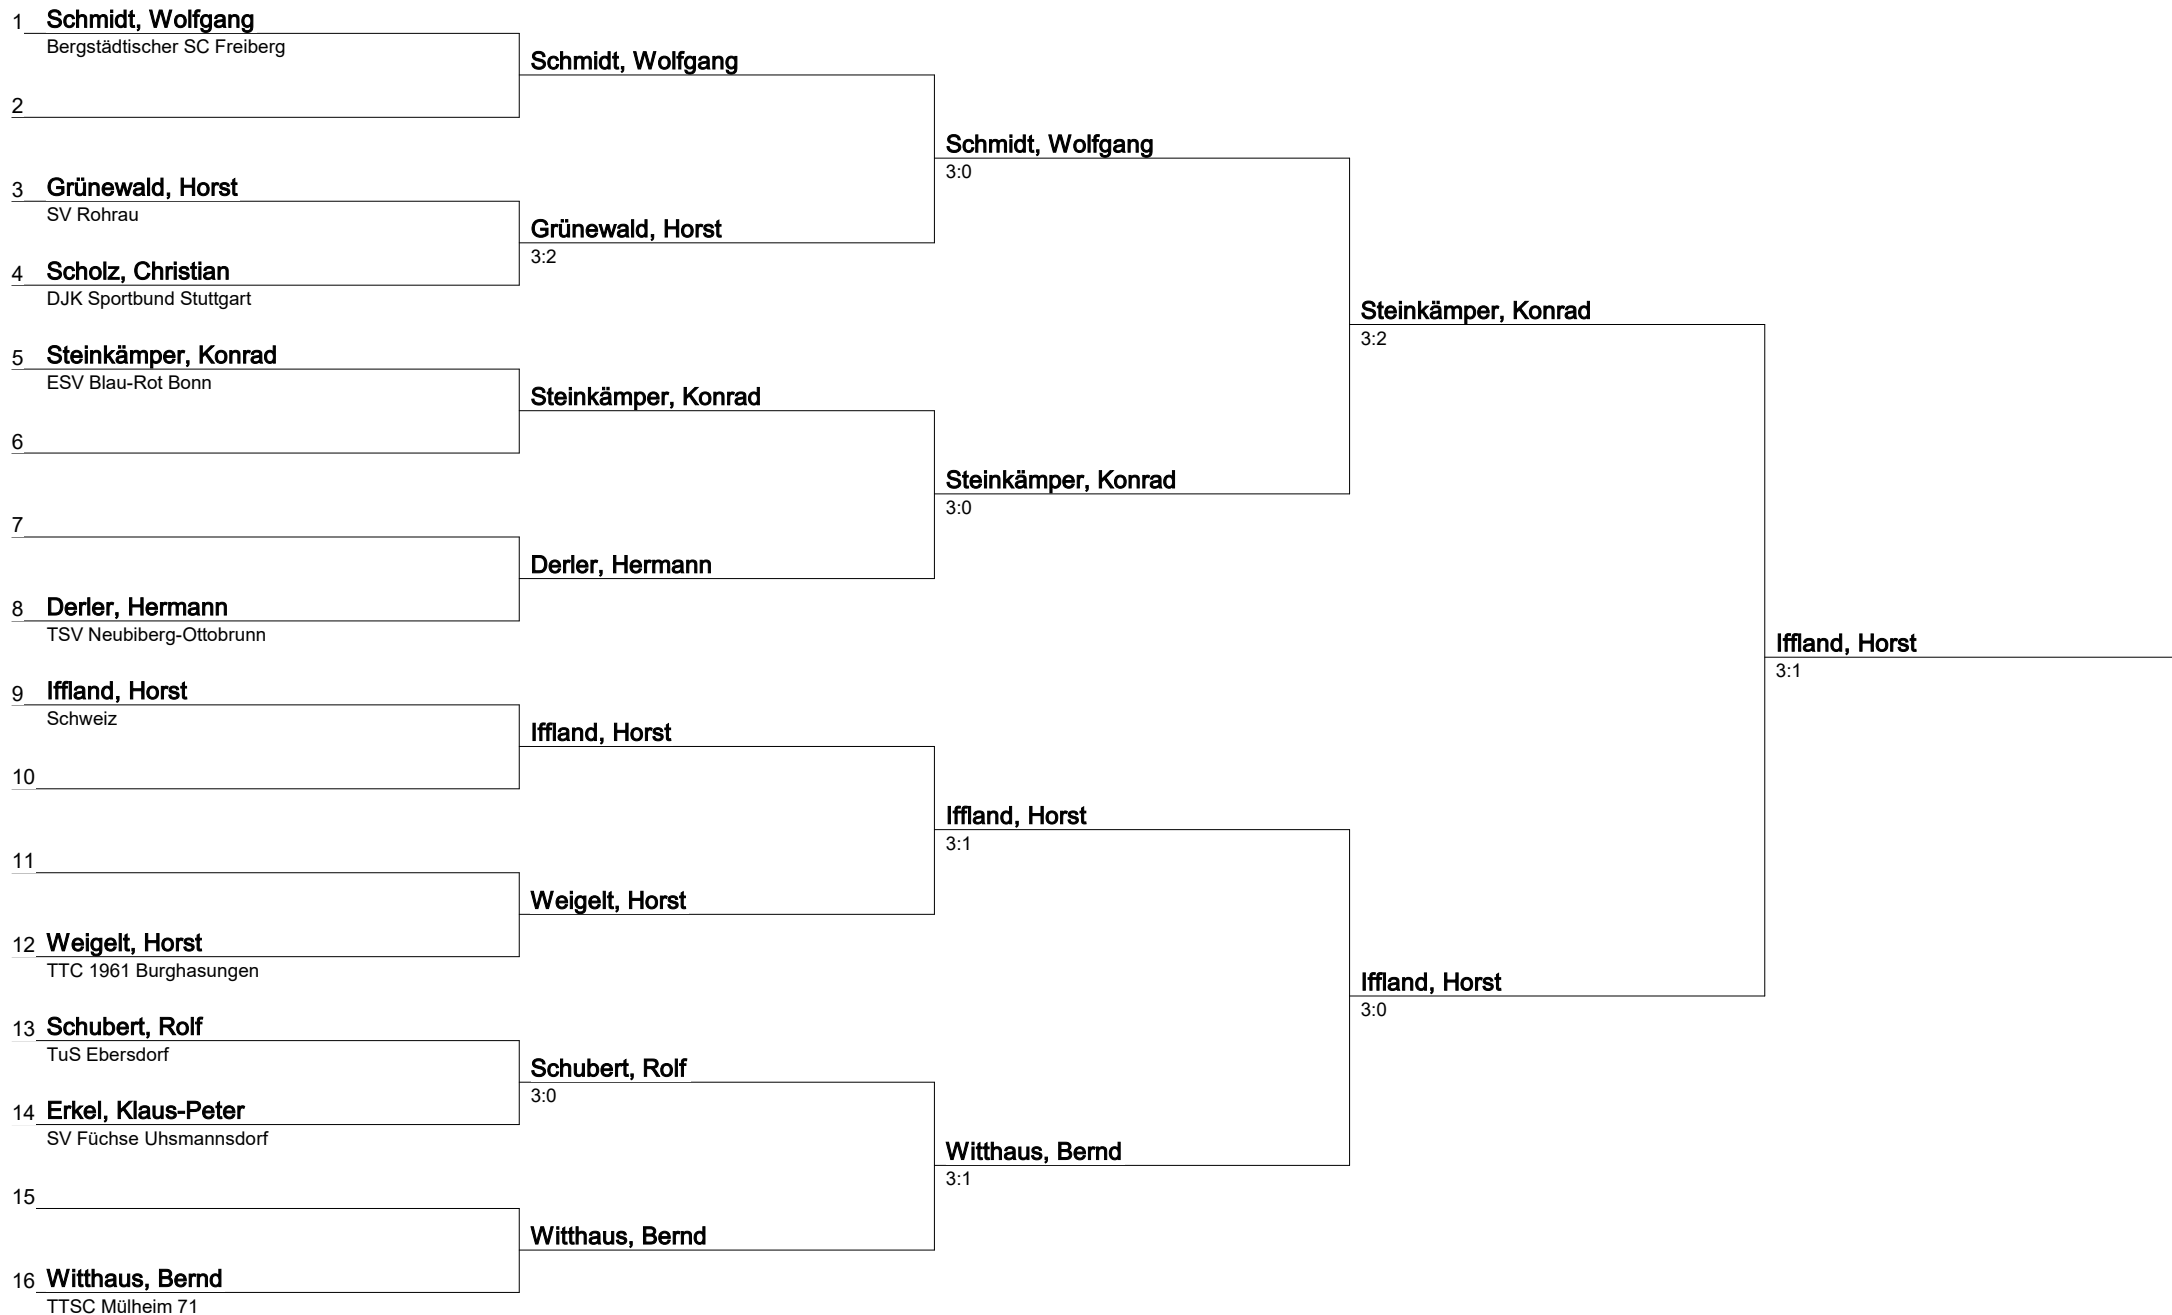 1 Schmidt, Wolfgang
Bergstädtischer SC Freiberg
Schmidt, Wolfgang
2
Schmidt, Wolfgang
3:0
3 Grünewald, Horst
SV Rohrau
Grünewald, Horst
3:2
4 Scholz, Christian
DJK Sportbund Stuttgart
Steinkämper, Konrad
3:2
5 Steinkämper, Konrad
ESV Blau-Rot Bonn
Steinkämper, Konrad
6
Steinkämper, Konrad
3:0
7
Derler, Hermann
8 Derler, Hermann
TSV Neubiberg-Ottobrunn
Iffland, Horst
3:1
9 Iffland, Horst
Schweiz
Iffland, Horst
10
Iffland, Horst
3:1
11
Weigelt, Horst
12 Weigelt, Horst
TTC 1961 Burghasungen
Iffland, Horst
3:0
13 Schubert, Rolf
TuS Ebersdorf
Schubert, Rolf
3:0
14 Erkel, Klaus-Peter
SV Füchse Uhsmannsdorf
Witthaus, Bernd
3:1
15
Witthaus, Bernd
16 Witthaus, Bernd
TTSC Mülheim 71